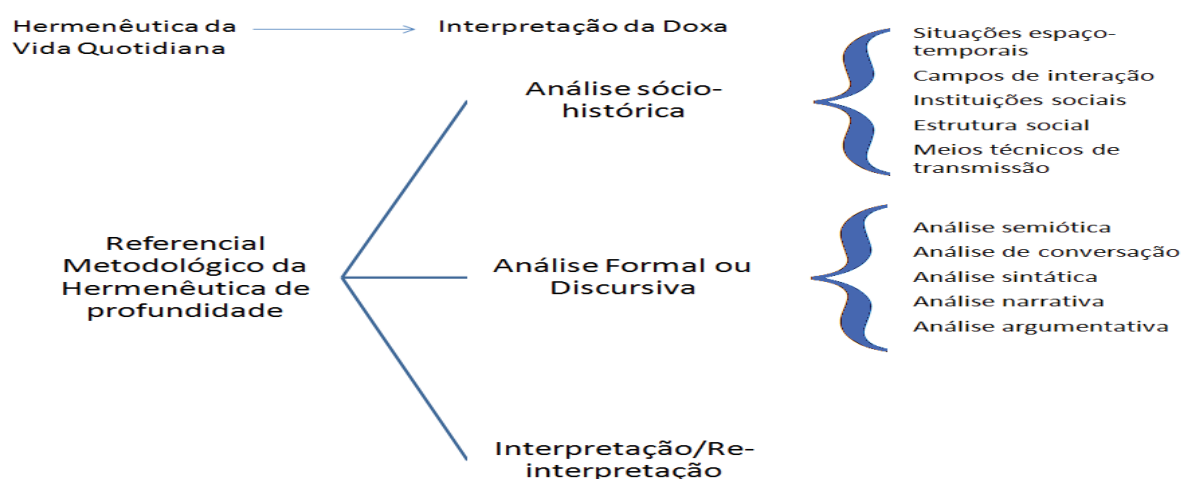 Hermenêutica da
Vida Quotidiana
Interpretação da Doxa
Análise sócio-
histórica
Situações espaço-
temporais
Campos de interação
Instituições sociais
Estrutura social
Meios técnicos de
transmissão
Referencial
Metodológico da
Hermenêutica de
profundidade
Análise Formal ou
Discursiva
Análise semiótica
Análise de conversação
Análise sintática
Análise narrativa
Análise argumentativa
Interpretação/Re-
interpretação